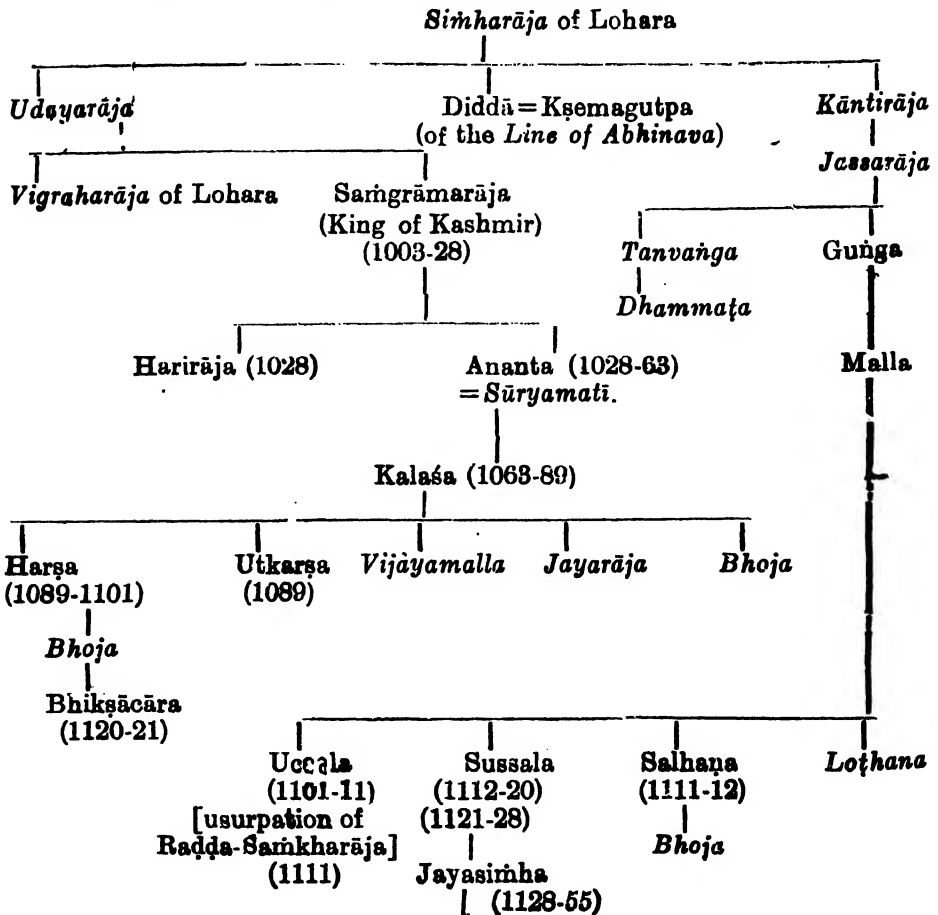 Siṁharāja of Lohara
Udayarāja Diddā=Kṣemagutpa Kāntirāja
(of the Line of Abhinava)
Jassarāja
Vigraharāja of Lohara Saṁgrāmarāja
(King of Kashmir)
(1003-28) Tanvaṅga Guṅga
Dhammaṭa
Harirāja (1028) Ananta (1028-63) Malla
=Sūryamatī.
Kalaśa (1063-89)
Harṣa Utkarṣa Vijàyamalla Jayarāja Bhoja
(1089-1101) (1089)
Bhoja
Bhikṣācāra
(1120-21)
Uccala Sussala Salhaṇa Loṭhana
(1101-11) (1112-20) (1111-12)
[usurpation of (1121-28)
Raḍḍa-Saṁkharāja] Bhoja
(1111) Jayasiṁha
(1128-55)